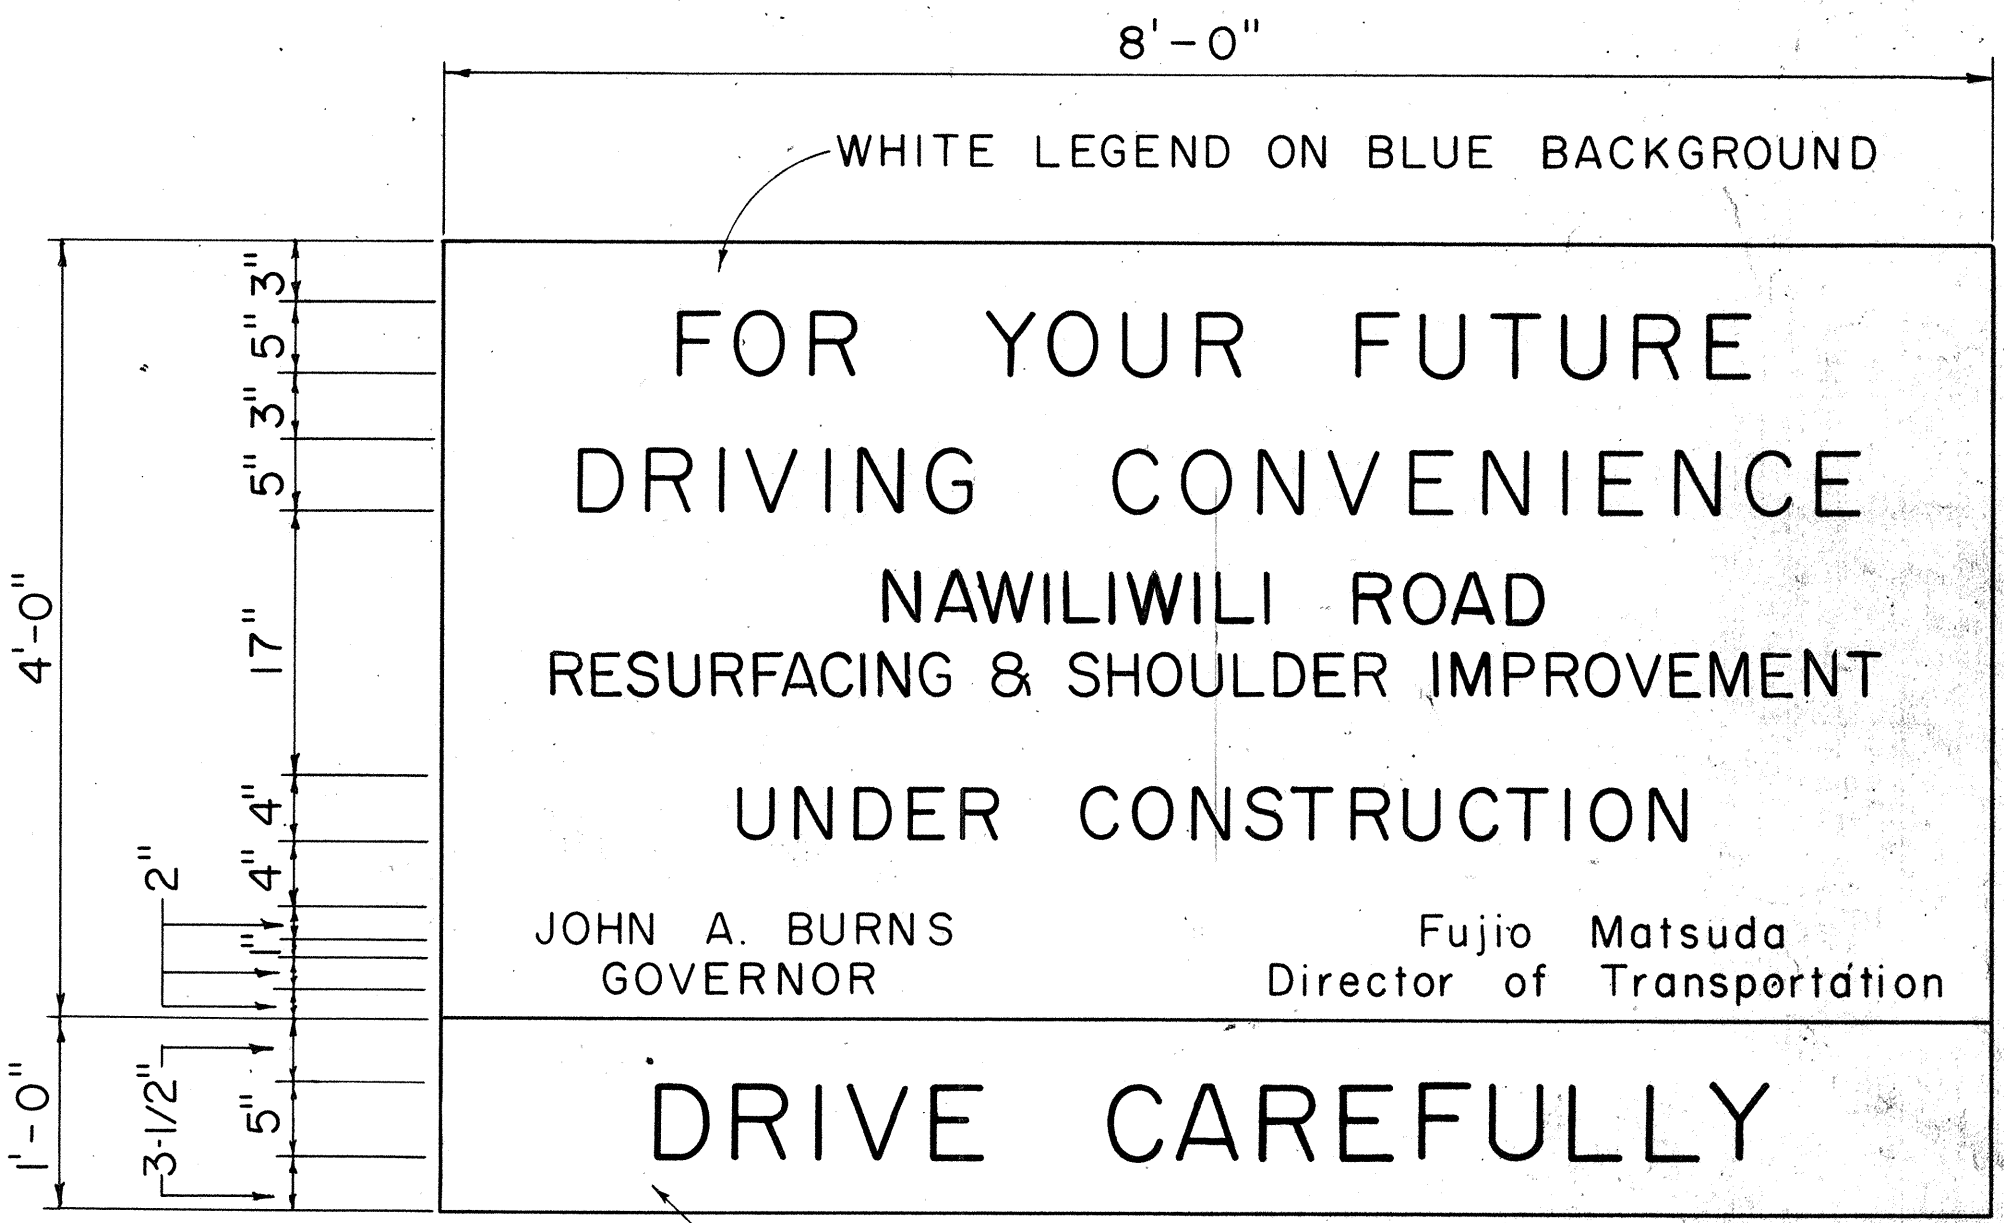 8'-0"
WHITE LEGEND ON BLUE BACKGROUND
3"
5"
3"
5"
17"
4"
4"
2"
1"
4'-0"
FOR YOUR FUTURE
DRIVING CONVENIENCE
NAWILIWILI ROAD
RESURFACING & SHOULDER IMPROVEMENT
UNDER CONSTRUCTION
JOHN A. BURNS
GOVERNOR
Fujio Matsuda
Director of Transportation
1'-0"
3-1/2"
5"
DRIVE CAREFULLY